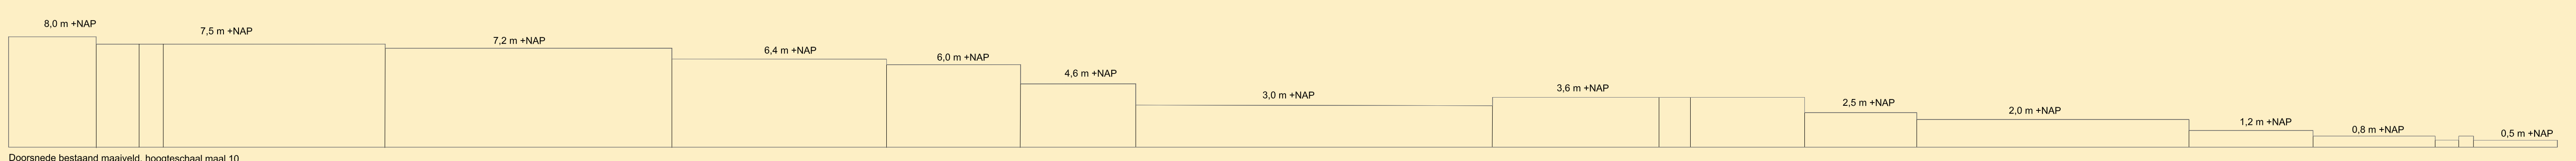 8,0 m +NAP
7,5 m +NAP
7,2 m +NAP
6,4 m +NAP
6,0 m +NAP
4,6 m +NAP
3,0 m +NAP
3,6 m +NAP
2,5 m +NAP
2,0 m +NAP
1,2 m +NAP
0,8 m +NAP
0,5 m +NAP
Doorsnede bestaand maaiveld, hoogteschaal maal 10